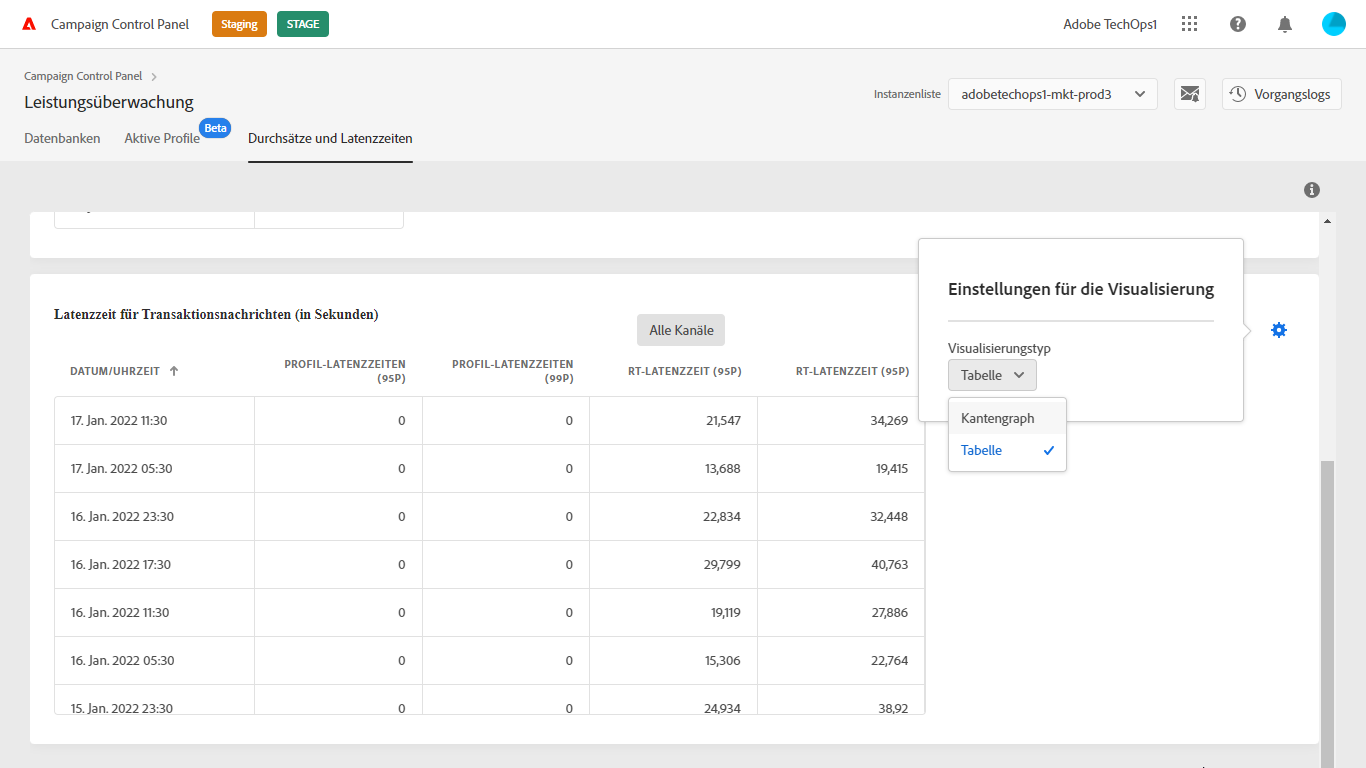 Campaign Control Panel
Staging
STAGE
Adobe TechOps1
Campaign Control Panel
Leistungsüberwachung
Instanzenliste
adobetechops1-mkt-prod3
Vorgangslogs
Datenbanken
Aktive Profile
Beta
Durchsätze und Latenzzeiten
Latenzzeit für Transaktionsnachrichten (in Sekunden)
Alle Kanäle
DATUM/UHRZEIT
PROFIL-LATENZZEITEN (95P)
PROFIL-LATENZZEITEN (99P)
RT-LATENZZEIT (95P)
RT-LATENZZEIT (95P)
17. Jan. 2022 11:30 0 0 21,547 34,269
17. Jan. 2022 05:30 0 0 13,688 19,415
16. Jan. 2022 23:30 0 0 22,834 32,448
16. Jan. 2022 17:30 0 0 29,799 40,763
16. Jan. 2022 11:30 0 0 19,119 27,886
16. Jan. 2022 05:30 0 0 15,306 22,764
15. Jan. 2022 23:30 0 0 24,934 38,92
Einstellungen für die Visualisierung
Visualisierungstyp
Tabelle
Kantengraph
Tabelle